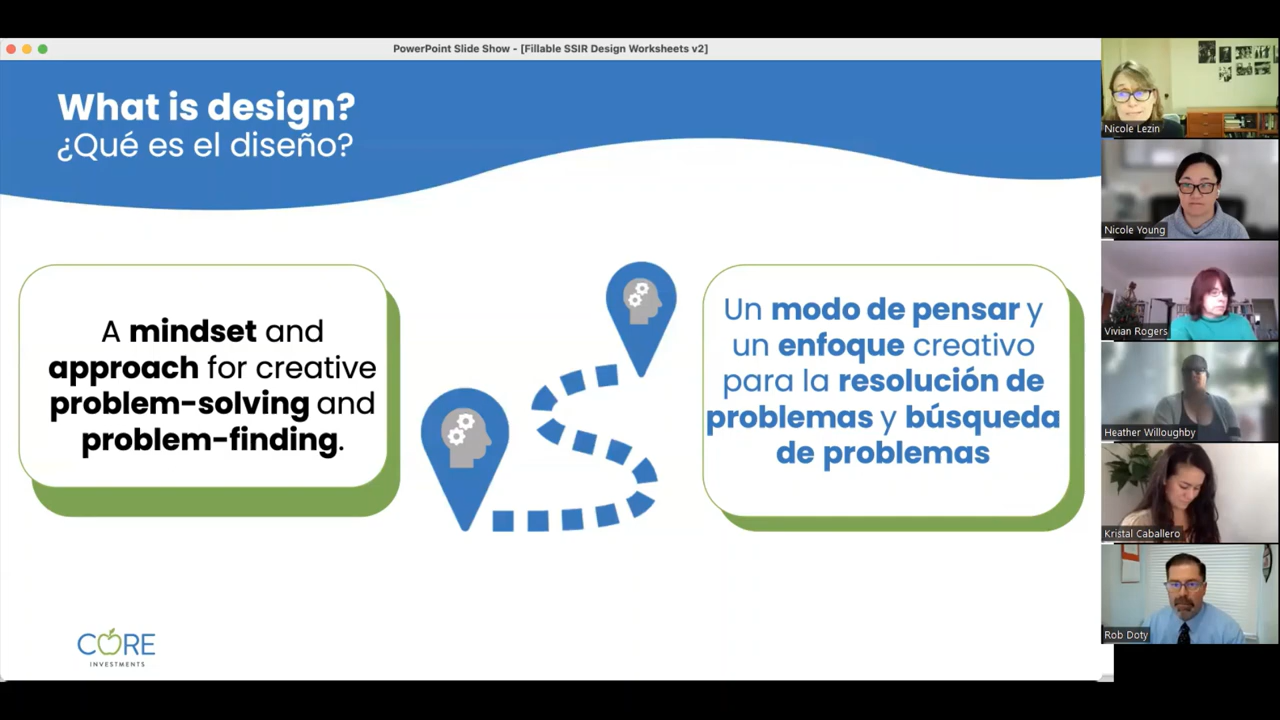 PowerPoint Slide Show - [Fillable SSIR Design Worksheets v2]
What is design?
¿Qué es el diseño?
A mindset and
approach for creative
problem-solving and
problem-finding.
Un modo de pensar y
un enfoque creativo
para la resolución de
problemas y búsqueda
de problemas
CORE
INVESTMENTS
Nicole Lezin
Nicole Young
Vivian Rogers
Heather Willoughby
Kristal Caballero
Rob Doty